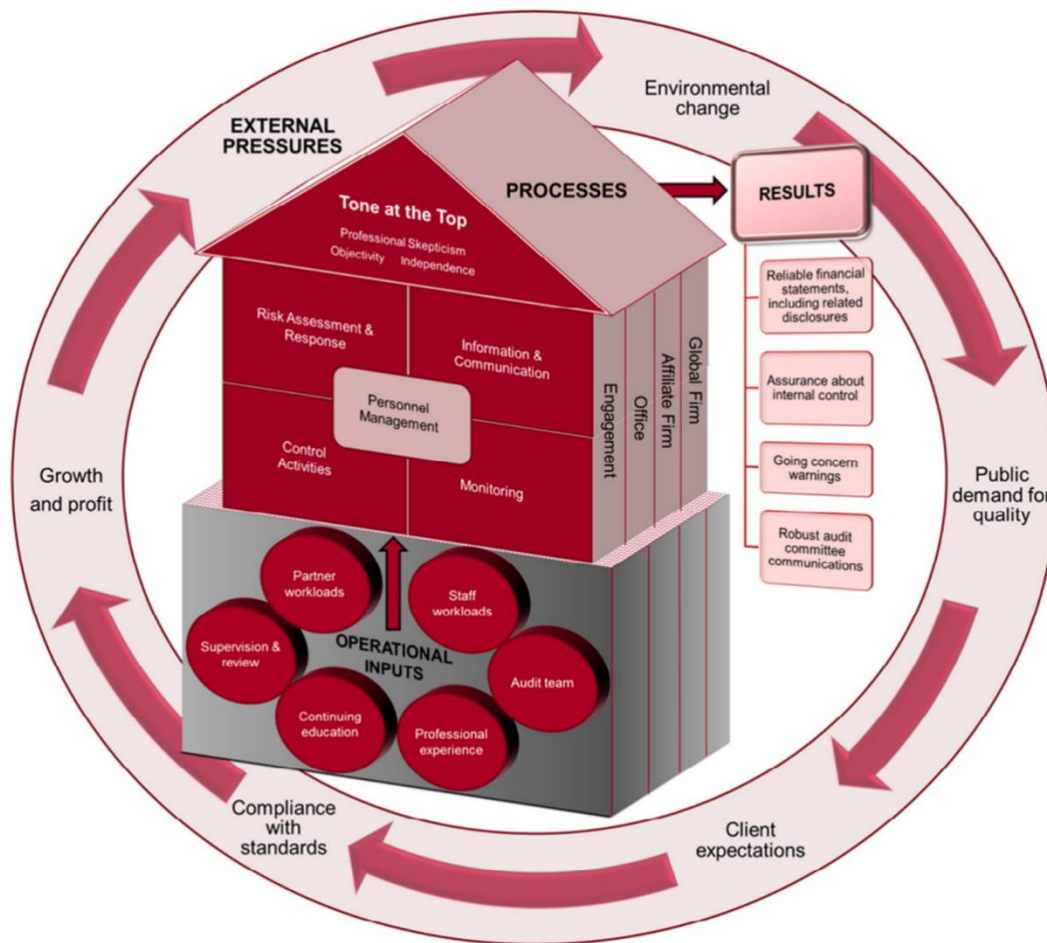 EXTERNAL
PRESSURES
Environmental
change
PROCESSES
RESULTS
Tone at the Top
Professional Skepticism
Objectivity Independence
Risk Assessment &
Response
Information &
Communication
Personnel
Management
Control
Activities
Monitoring
Engagement
Office
Affiliate Firm
Global Firm
Reliable financial
statements,
including related
disclosures
Assurance about
internal control
Going concern
warnings
Robust audit
committee
communications
Growth
and profit
Public
demand for
quality
Partner
workloads
Staff
workloads
OPERATIONAL
INPUTS
Supervision &
review
Audit team
Continuing
education
Professional
experience
Compliance
with
standards
Client
expectations